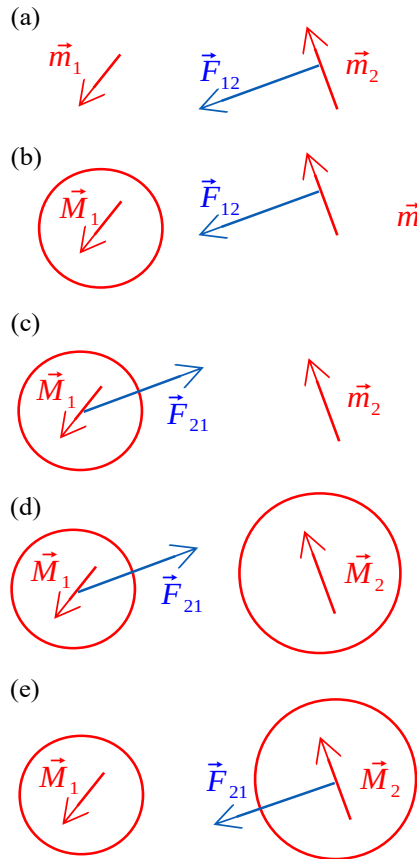 (a)
m⃗₁ F⃗₁₂ m⃗₂
(b)
M⃗₁ F⃗₁₂ m⃗
(c)
M⃗₁ F⃗₂₁ m⃗₂
(d)
M⃗₁ F⃗₂₁ M⃗₂
(e)
M⃗₁ F⃗₂₁ M⃗₂